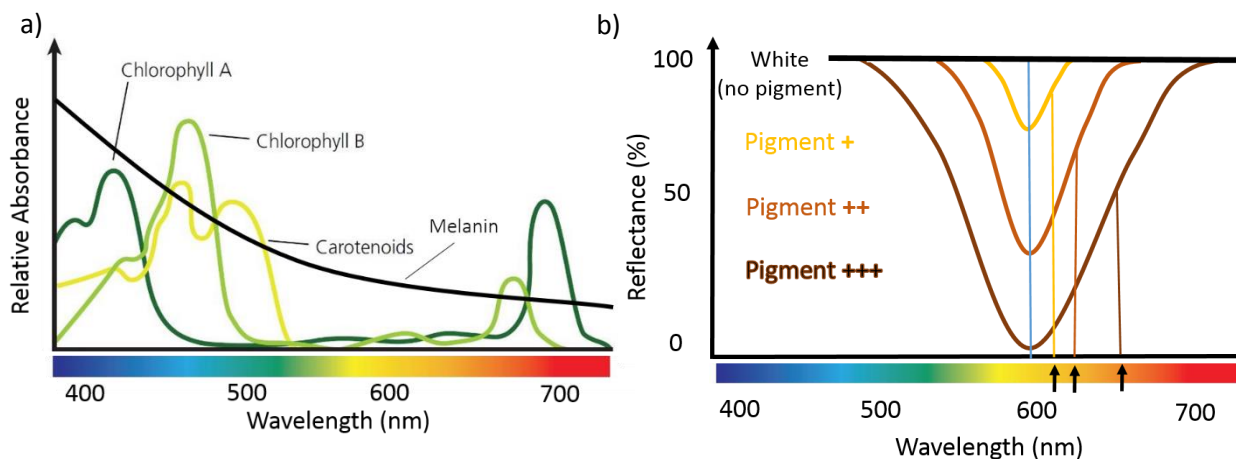 a)
Chlorophyll A
Chlorophyll B
Carotenoids
Melanin
Relative Absorbance
400 500 600 700
Wavelength (nm)
b)
100
White
(no pigment)
Pigment +
50
Pigment ++
Pigment +++
0
Reflectance (%)
400 500 600 700
Wavelength (nm)